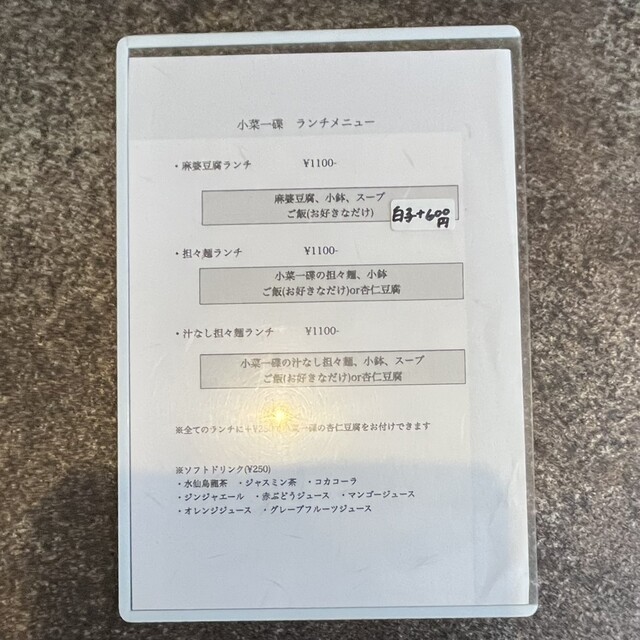 小菜一碟 ランチメニュー
・麻婆豆腐ランチ ¥1100-
麻婆豆腐、小鉢、スープ
ご飯(お好きなだけ)
白子+600円
・担々麺ランチ ¥1100-
小菜一碟の担々麺、小鉢
ご飯(お好きなだけ)or杏仁豆腐
・汁なし担々麺ランチ ¥1100-
小菜一碟の汁なし担々麺、小鉢、スープ
ご飯(お好きなだけ)or杏仁豆腐
※全てのランチに+ 小菜一碟の杏仁豆腐をお付けできます
※ソフトドリンク(¥250)
・水仙烏龍茶 ・ジャスミン茶 ・コカコーラ
・ジンジャエール ・赤ぶどうジュース ・マンゴージュース
・オレンジジュース ・グレープフルーツジュース